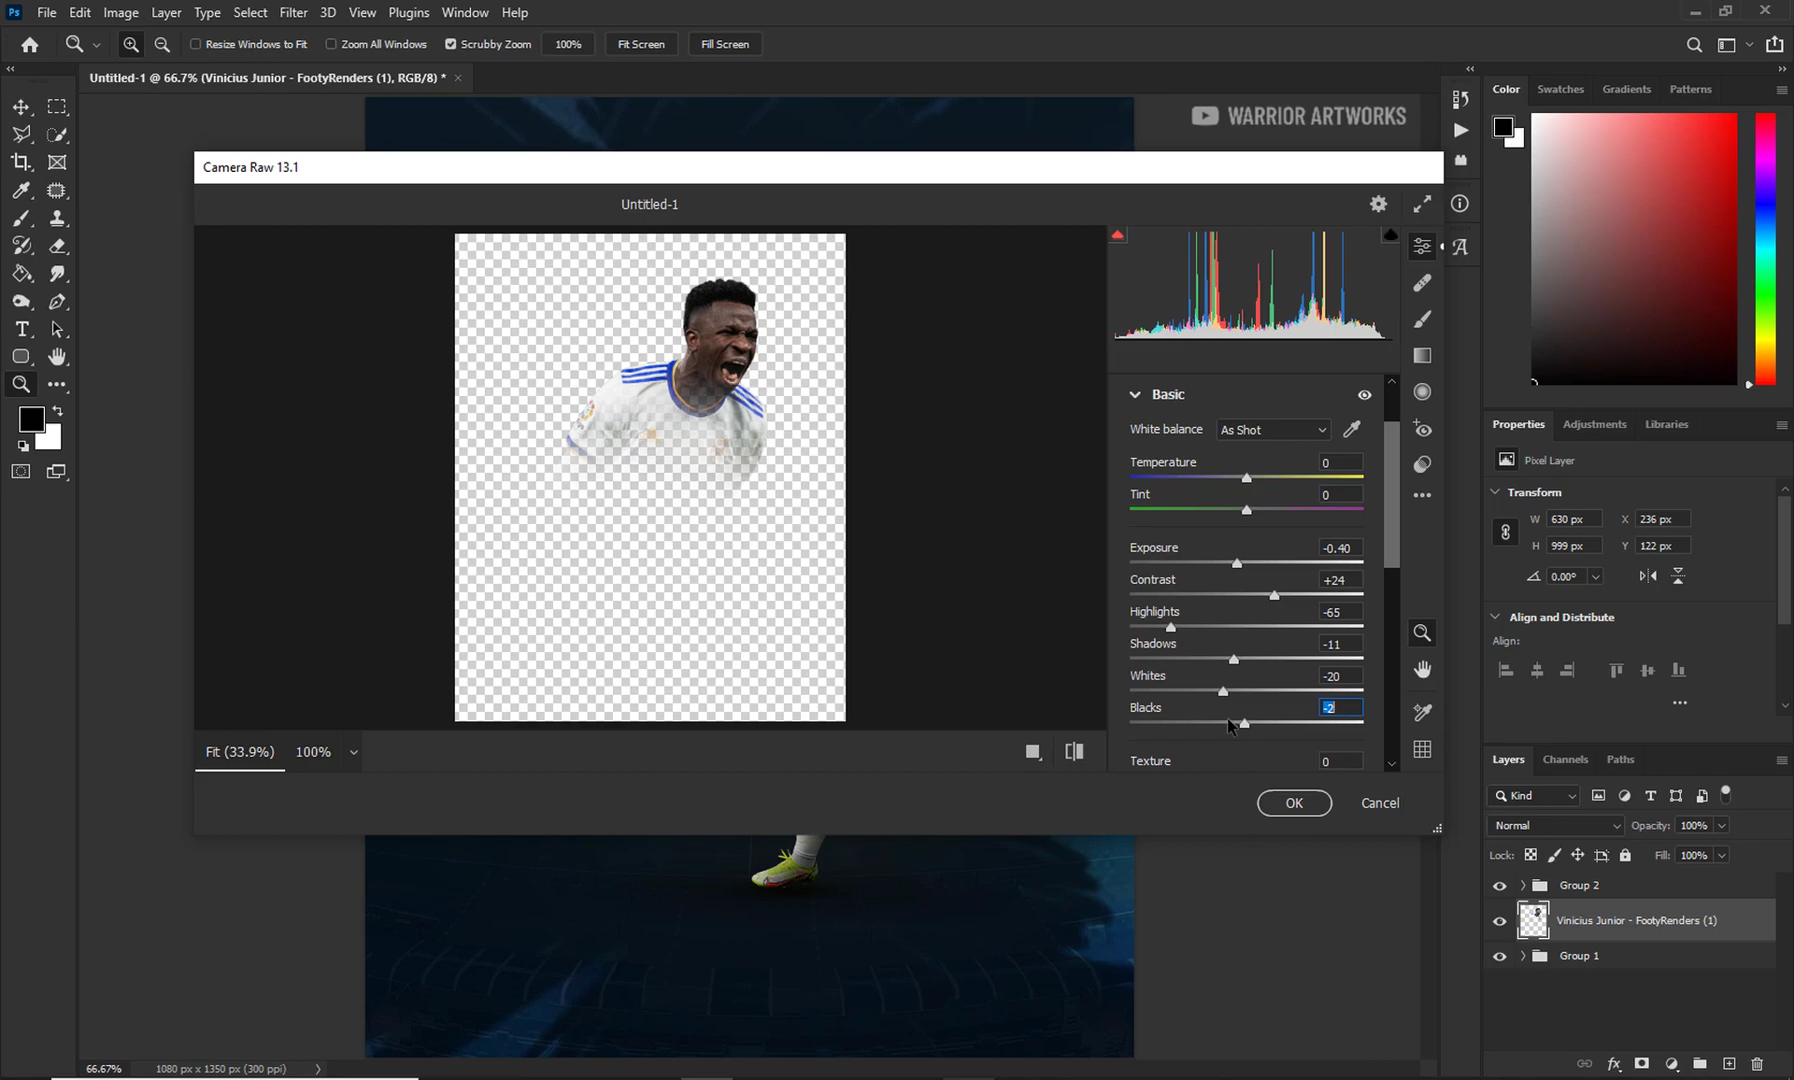 Ps File Edit Image Layer Type Select Filter 3D View Plugins Window Help
Resize Windows to Fit Zoom All Windows Scrubby Zoom 100% Fit Screen Fill Screen
Untitled-1 @ 66.7% (Vinicius Junior - FootyRenders (1), RGB/8) * ×
WARRIOR ARTWORKS
Camera Raw 13.1
Untitled-1
Basic
White balance As Shot
Temperature 0
Tint 0
Exposure -0.40
Contrast +24
Highlights -65
Shadows -11
Whites -20
Blacks -2
Texture 0
Fit (33.9%) 100%
OK Cancel
Color Swatches Gradients Patterns
Properties Adjustments Libraries
Pixel Layer
Transform
W 630 px X 236 px
H 999 px Y 122 px
0.00°
Align and Distribute
Align:
Layers Channels Paths
Kind
Normal Opacity: 100%
Lock: Fill: 100%
Group 2
Vinicius Junior - FootyRenders (1)
Group 1
66.67% 1080 px x 1350 px (300 ppi)